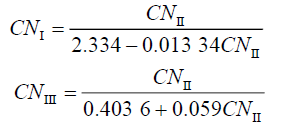 CN_I = CN_II / (2.334 − 0.013 34CN_II)
CN_III = CN_II / (0.403 6 + 0.059CN_II)